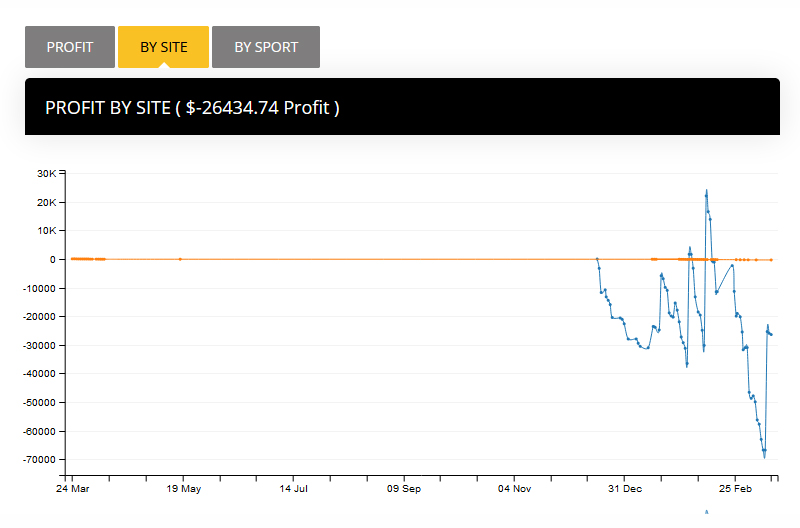 PROFIT BY SITE BY SPORT
PROFIT BY SITE ( $-26434.74 Profit )
30K
20K
10K
0
-10000
-20000
-30000
-40000
-50000
-60000
-70000
24 Mar 19 May 14 Jul 09 Sep 04 Nov 31 Dec 25 Feb